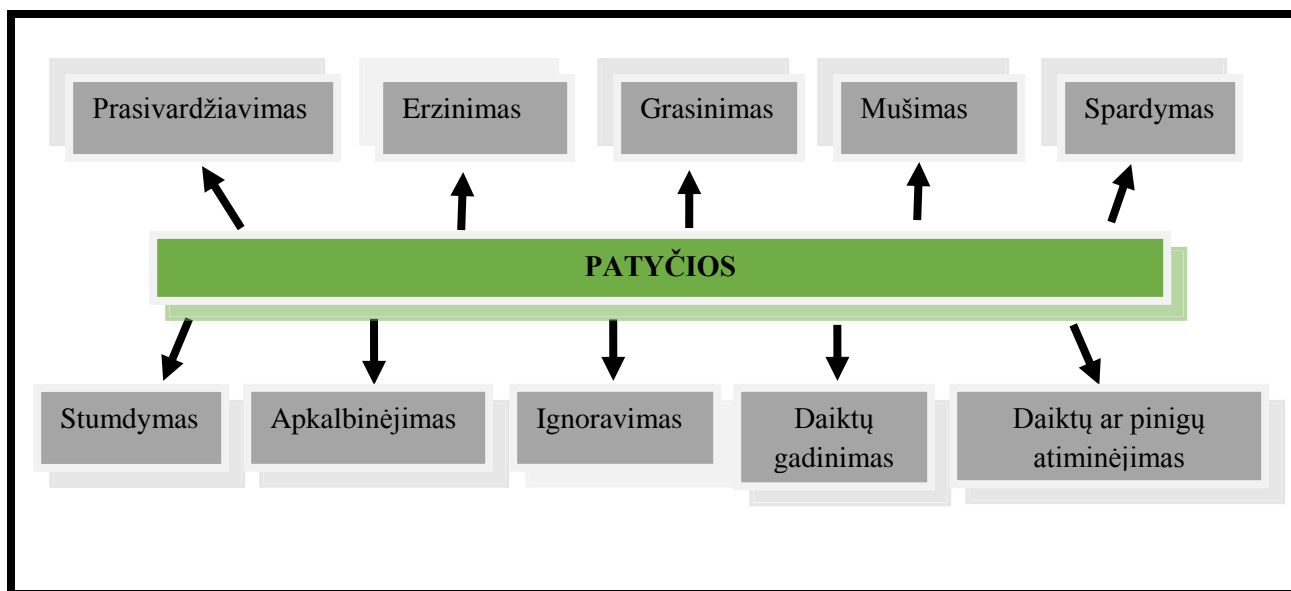 Prasivardžiavimas
Erzinimas
Grasinimas
Mušimas
Spardymas
PATYČIOS
Stumdymas
Apkalbinėjimas
Ignoravimas
Daiktų
gadinimas
Daiktų ar pinigų
atiminėjimas